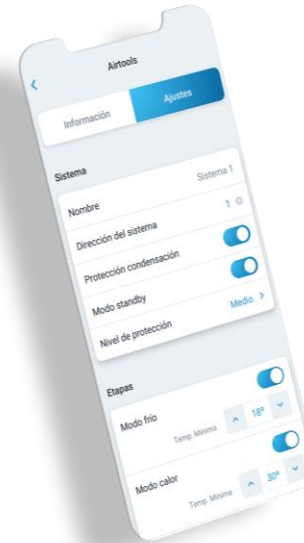 Airtools
Información
Ajustes
Sistema
Nombre
Sistema 1
Dirección del sistema
1
Protección condensación
Modo standby
Nivel de protección
Medio >
Etapas
Modo frío
Temp. Mínima
18º
Modo calor
Temp. Mínima
30º